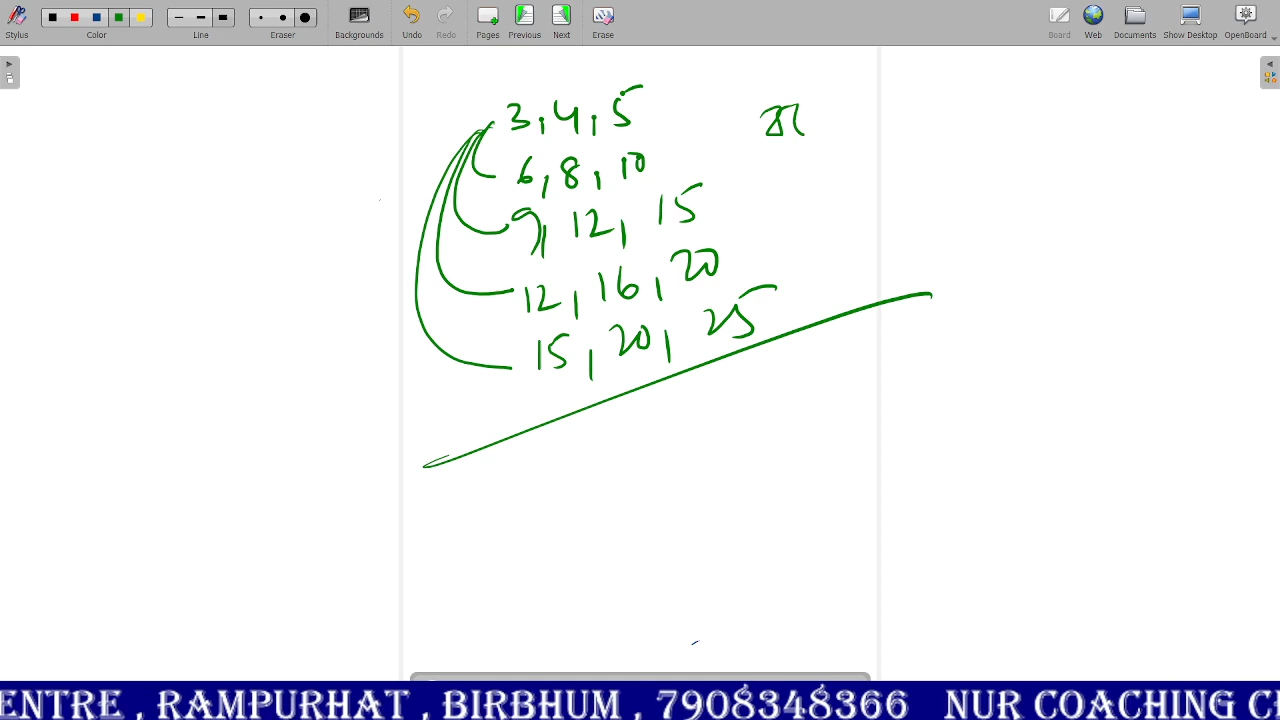 Stylus Color Line Eraser Backgrounds Undo Redo Pages Previous Next Erase Board Web Documents Show Desktop OpenBoard
3, 4, 5
6, 8, 10
9, 12, 15
12, 16, 20
15, 20, 25
ENTRE , RAMPURHAT , BIRBHUM , 7908348366 NUR COACHING C